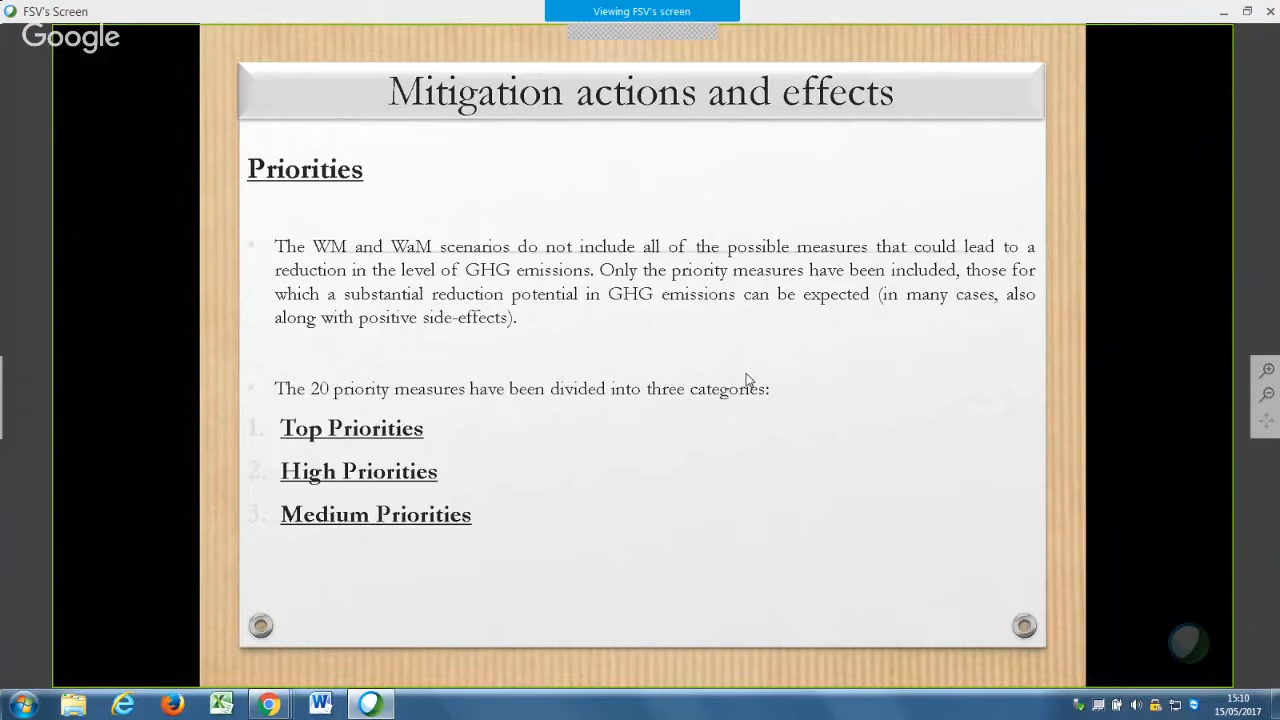 FSV's Screen
Viewing FSV's screen
Google
Mitigation actions and effects
Priorities
The WM and WaM scenarios do not include all of the possible measures that could lead to a
reduction in the level of GHG emissions. Only the priority measures have been included, those for
which a substantial reduction potential in GHG emissions can be expected (in many cases, also
along with positive side-effects).
The 20 priority measures have been divided into three categories:
1. Top Priorities
2. High Priorities
3. Medium Priorities
15:10
15/05/2017